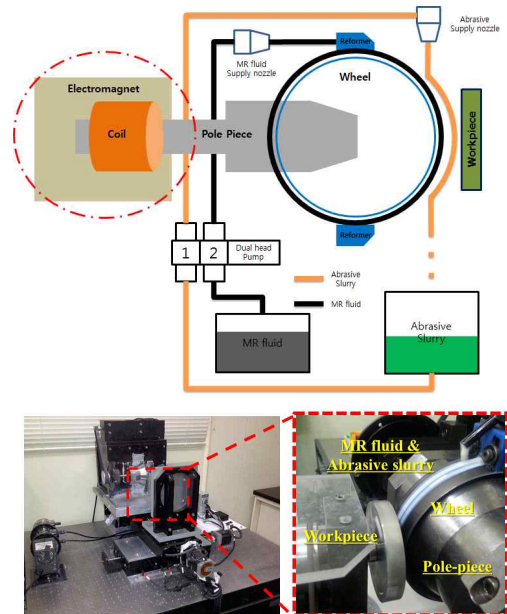 Abrasive
Supply nozzle
MR fluid
Supply nozzle
Reformer
Wheel
Electromagnet
Coil
Pole Piece
Workpiece
Reformer
1
2
Dual head
Pump
Abrasive
Slurry
MR fluid
MR fluid
Abrasive
Slurry
MR fluid &
Abrasive slurry
Wheel
Workpiece
Pole-piece